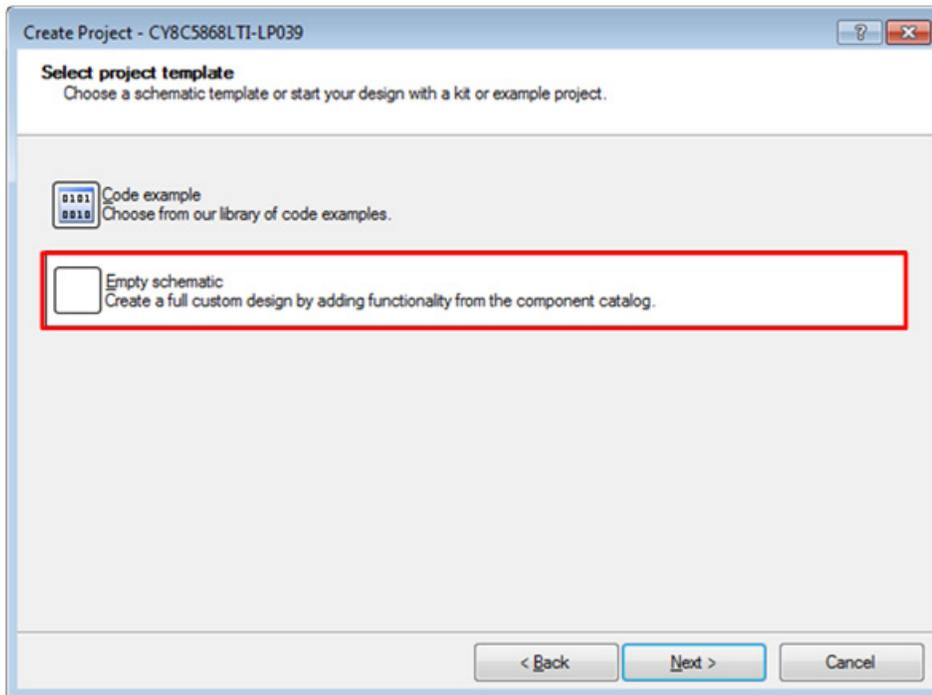 Create Project - CY8C5868LTI-LP039
Select project template
Choose a schematic template or start your design with a kit or example project.
0101
0010
Code example
Choose from our library of code examples.
Empty schematic
Create a full custom design by adding functionality from the component catalog.
< Back
Next >
Cancel